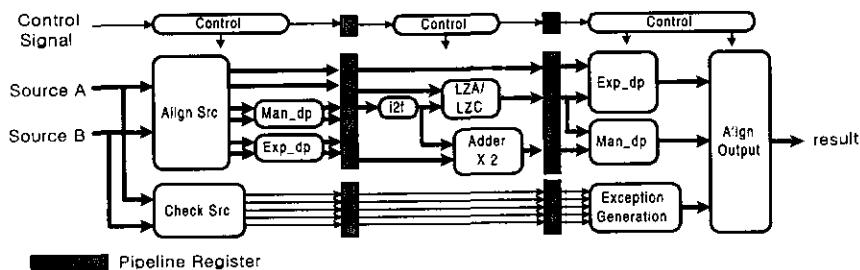 Control
Signal
Control
Control
Control
Source A
Source B
Align Src
Man_dp
Exp_dp
i2f
LZA/
LZC
Adder
X 2
Exp_dp
Man_dp
Align
Output
result
Check Src
Exception
Generation
Pipeline Register